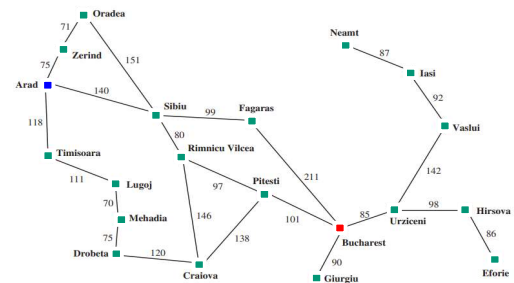 Oradea
71
Neamt
Zerind
87
75
151
Iasi
Arad
140
92
Sibiu
99
Fagaras
118
Vaslui
80
Rimnicu Vilcea
Timisoara
111
211
142
Lugoj
97
Pitesti
70
98
Hirsova
146
85
Mehadia
101
Urziceni
138
86
75
Bucharest
120
90
Drobeta
Eforie
Craiova
Giurgiu